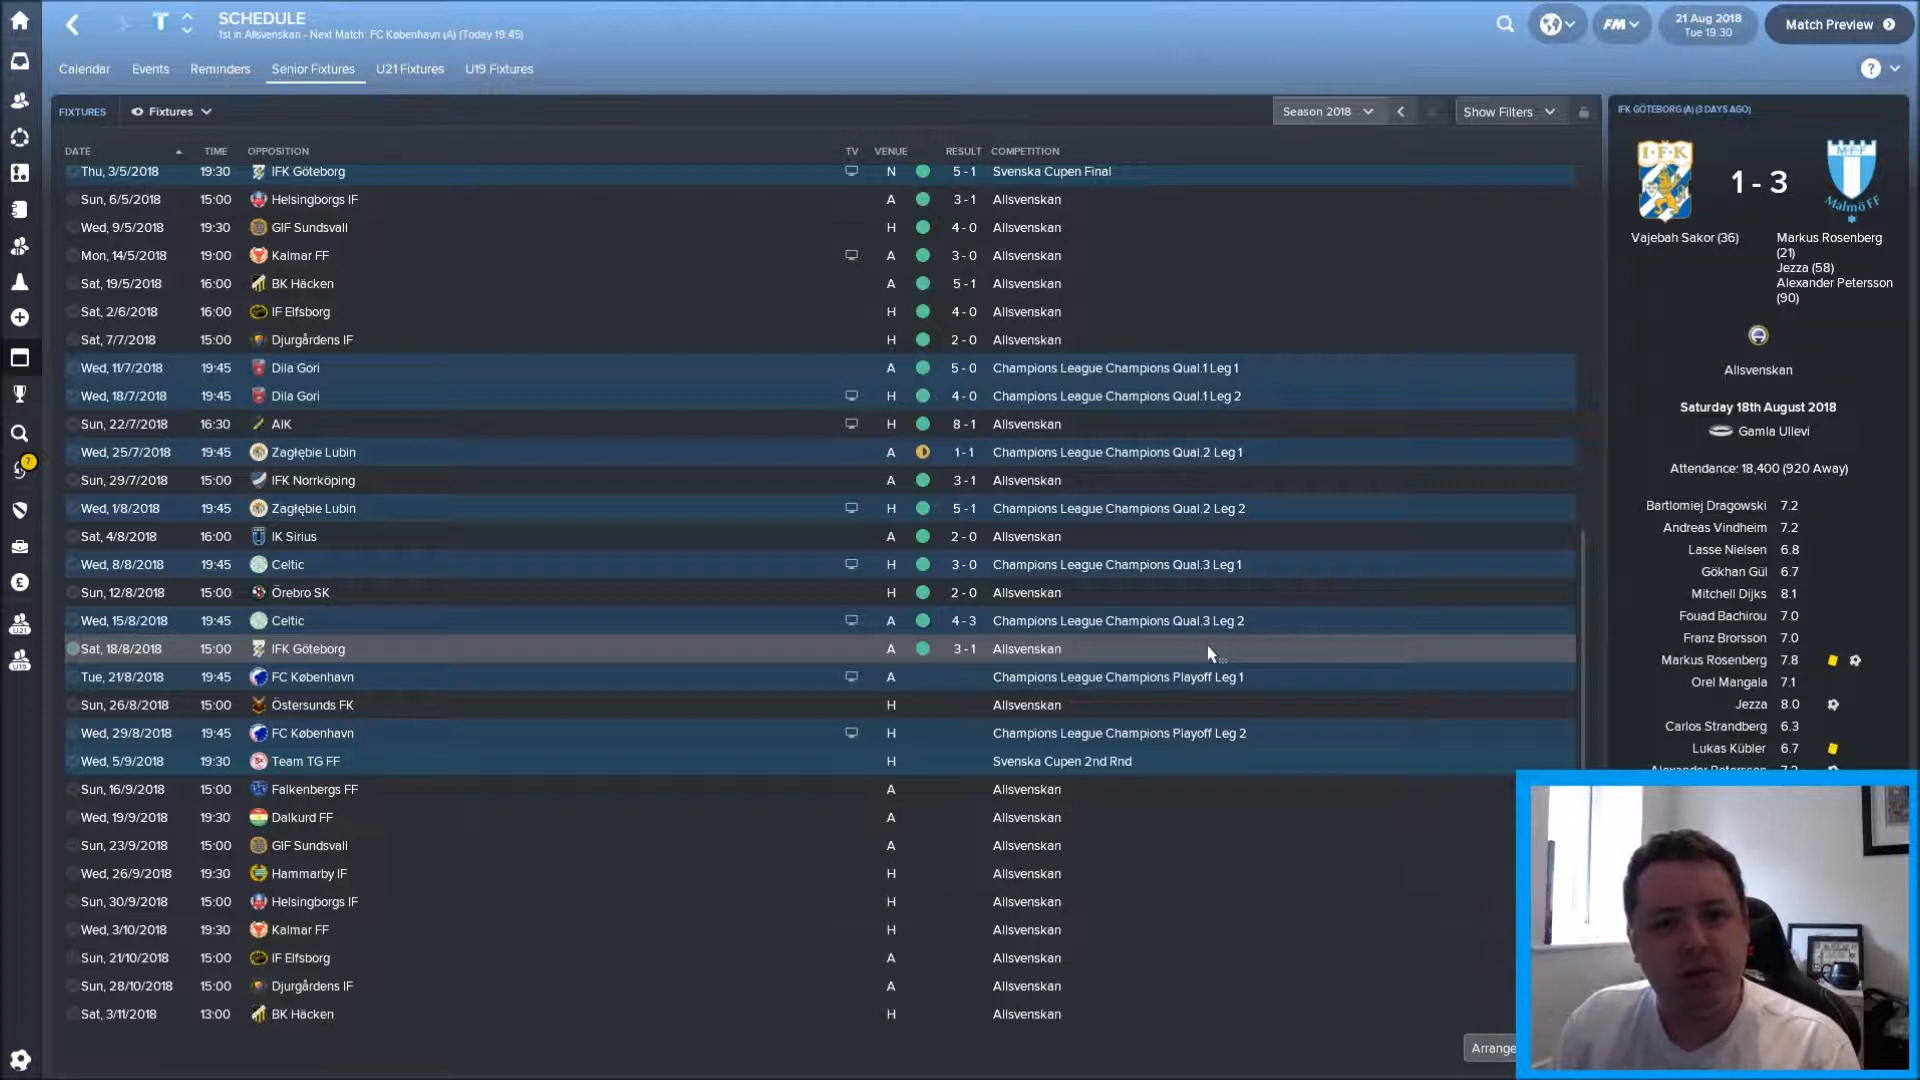 SCHEDULE
1st in Allsvenskan - Next Match: FC København (A) (Today 19:45)
FM
21 Aug 2018
Tue 19:30
Match Preview
Calendar Events Reminders Senior Fixtures U21 Fixtures U19 Fixtures
?
FIXTURES Fixtures Season 2018 Show Filters
DATE TIME OPPOSITION TV VENUE RESULT COMPETITION
Thu, 3/5/2018 19:30 IFK Göteborg N 5 - 1 Svenska Cupen Final
Sun, 6/5/2018 15:00 Helsingborgs IF A 3 - 1 Allsvenskan
Wed, 9/5/2018 19:30 GIF Sundsvall H 4 - 0 Allsvenskan
Mon, 14/5/2018 19:00 Kalmar FF A 3 - 0 Allsvenskan
Sat, 19/5/2018 16:00 BK Häcken A 5 - 1 Allsvenskan
Sat, 2/6/2018 16:00 IF Elfsborg H 4 - 0 Allsvenskan
Sat, 7/7/2018 15:00 Djurgårdens IF H 2 - 0 Allsvenskan
Wed, 11/7/2018 19:45 Dila Gori A 5 - 0 Champions League Champions Qual.1 Leg 1
Wed, 18/7/2018 19:45 Dila Gori H 4 - 0 Champions League Champions Qual.1 Leg 2
Sun, 22/7/2018 16:30 AIK H 8 - 1 Allsvenskan
Wed, 25/7/2018 19:45 Zagłębie Lubin A 1 - 1 Champions League Champions Qual.2 Leg 1
Sun, 29/7/2018 15:00 IFK Norrköping A 3 - 1 Allsvenskan
Wed, 1/8/2018 19:45 Zagłębie Lubin H 5 - 1 Champions League Champions Qual.2 Leg 2
Sat, 4/8/2018 16:00 IK Sirius A 2 - 0 Allsvenskan
Wed, 8/8/2018 19:45 Celtic H 3 - 0 Champions League Champions Qual.3 Leg 1
Sun, 12/8/2018 15:00 Örebro SK H 2 - 0 Allsvenskan
Wed, 15/8/2018 19:45 Celtic A 4 - 3 Champions League Champions Qual.3 Leg 2
Sat, 18/8/2018 15:00 IFK Göteborg A 3 - 1 Allsvenskan
Tue, 21/8/2018 19:45 FC København A Champions League Champions Playoff Leg 1
Sun, 26/8/2018 15:00 Östersunds FK H Allsvenskan
Wed, 29/8/2018 19:45 FC København H Champions League Champions Playoff Leg 2
Wed, 5/9/2018 19:30 Team TG FF H Svenska Cupen 2nd Rnd
Sun, 16/9/2018 15:00 Falkenbergs FF A Allsvenskan
Wed, 19/9/2018 19:30 Dalkurd FF A Allsvenskan
Sun, 23/9/2018 15:00 GIF Sundsvall A Allsvenskan
Wed, 26/9/2018 19:30 Hammarby IF H Allsvenskan
Sun, 30/9/2018 15:00 Helsingborgs IF H Allsvenskan
Wed, 3/10/2018 19:30 Kalmar FF H Allsvenskan
Sun, 21/10/2018 15:00 IF Elfsborg A Allsvenskan
Sun, 28/10/2018 15:00 Djurgårdens IF A Allsvenskan
Sat, 3/11/2018 13:00 BK Häcken H Allsvenskan
Arrange
7
U21
U19
IFK GÖTEBORG (A) (3 DAYS AGO)
I.F.K
MFF
Malmö FF
1 - 3
Vajebah Sakor (36)
Markus Rosenberg
(21)
Jezza (58)
Alexander Petersson
(90)
Allsvenskan
Saturday 18th August 2018
Gamla Ullevi
Attendance: 18,400 (920 Away)
Bartlomiej Dragowski 7.2
Andreas Vindheim 7.2
Lasse Nielsen 6.8
Gökhan Gül 6.7
Mitchell Dijks 8.1
Fouad Bachirou 7.0
Franz Brorsson 7.0
Markus Rosenberg 7.8
Orel Mangala 7.1
Jezza 8.0
Carlos Strandberg 6.3
Lukas Kübler 6.7